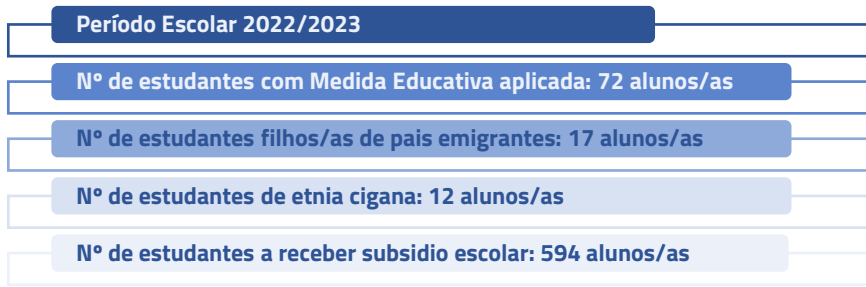 Período Escolar 2022/2023
Nº de estudantes com Medida Educativa aplicada: 72 alunos/as
Nº de estudantes filhos/as de pais emigrantes: 17 alunos/as
Nº de estudantes de etnia cigana: 12 alunos/as
Nº de estudantes a receber subsidio escolar: 594 alunos/as